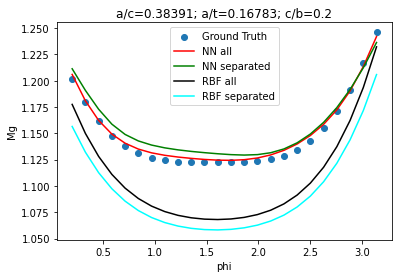 a/c=0.38391; a/t=0.16783; c/b=0.2
Ground Truth
NN all
NN separated
RBF all
RBF separated
Mg
1.250
1.225
1.200
1.175
1.150
1.125
1.100
1.075
1.050
0.5
1.0
1.5
2.0
2.5
3.0
phi